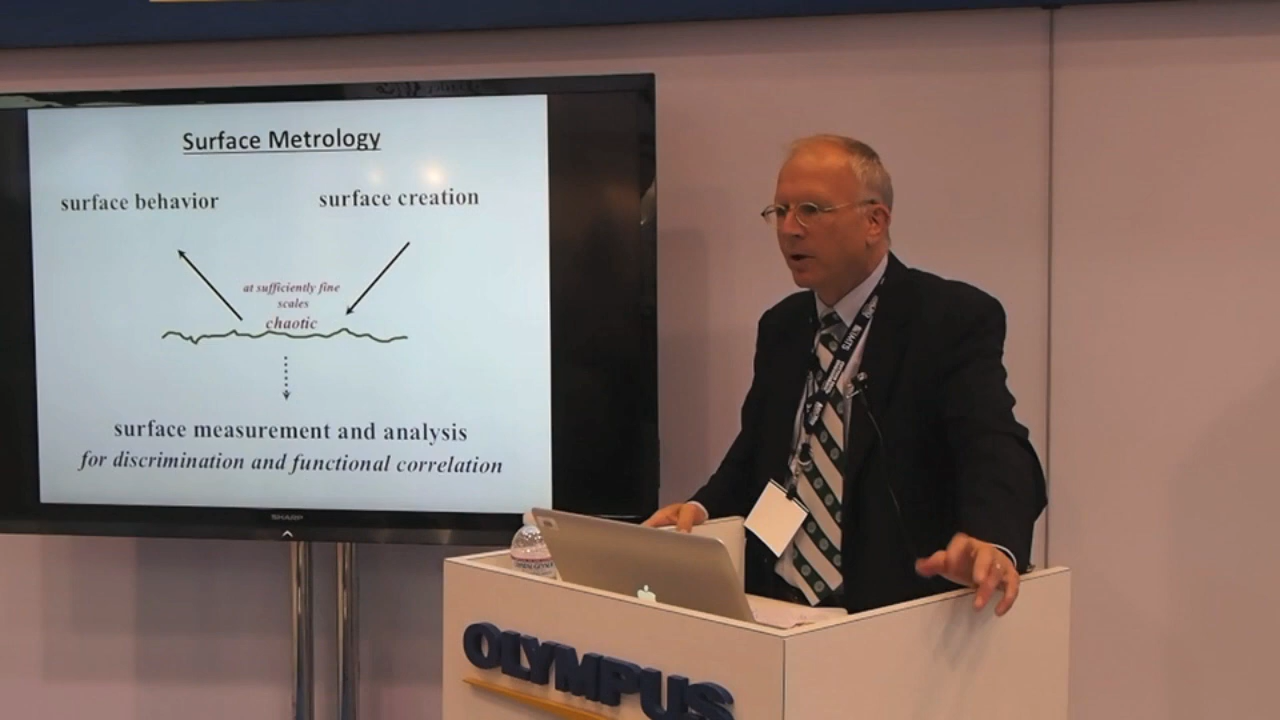 Surface Metrology
surface behavior
surface creation
at sufficiently fine
scales
chaotic
surface measurement and analysis
for discrimination and functional correlation
SHARP
OLYMPUS